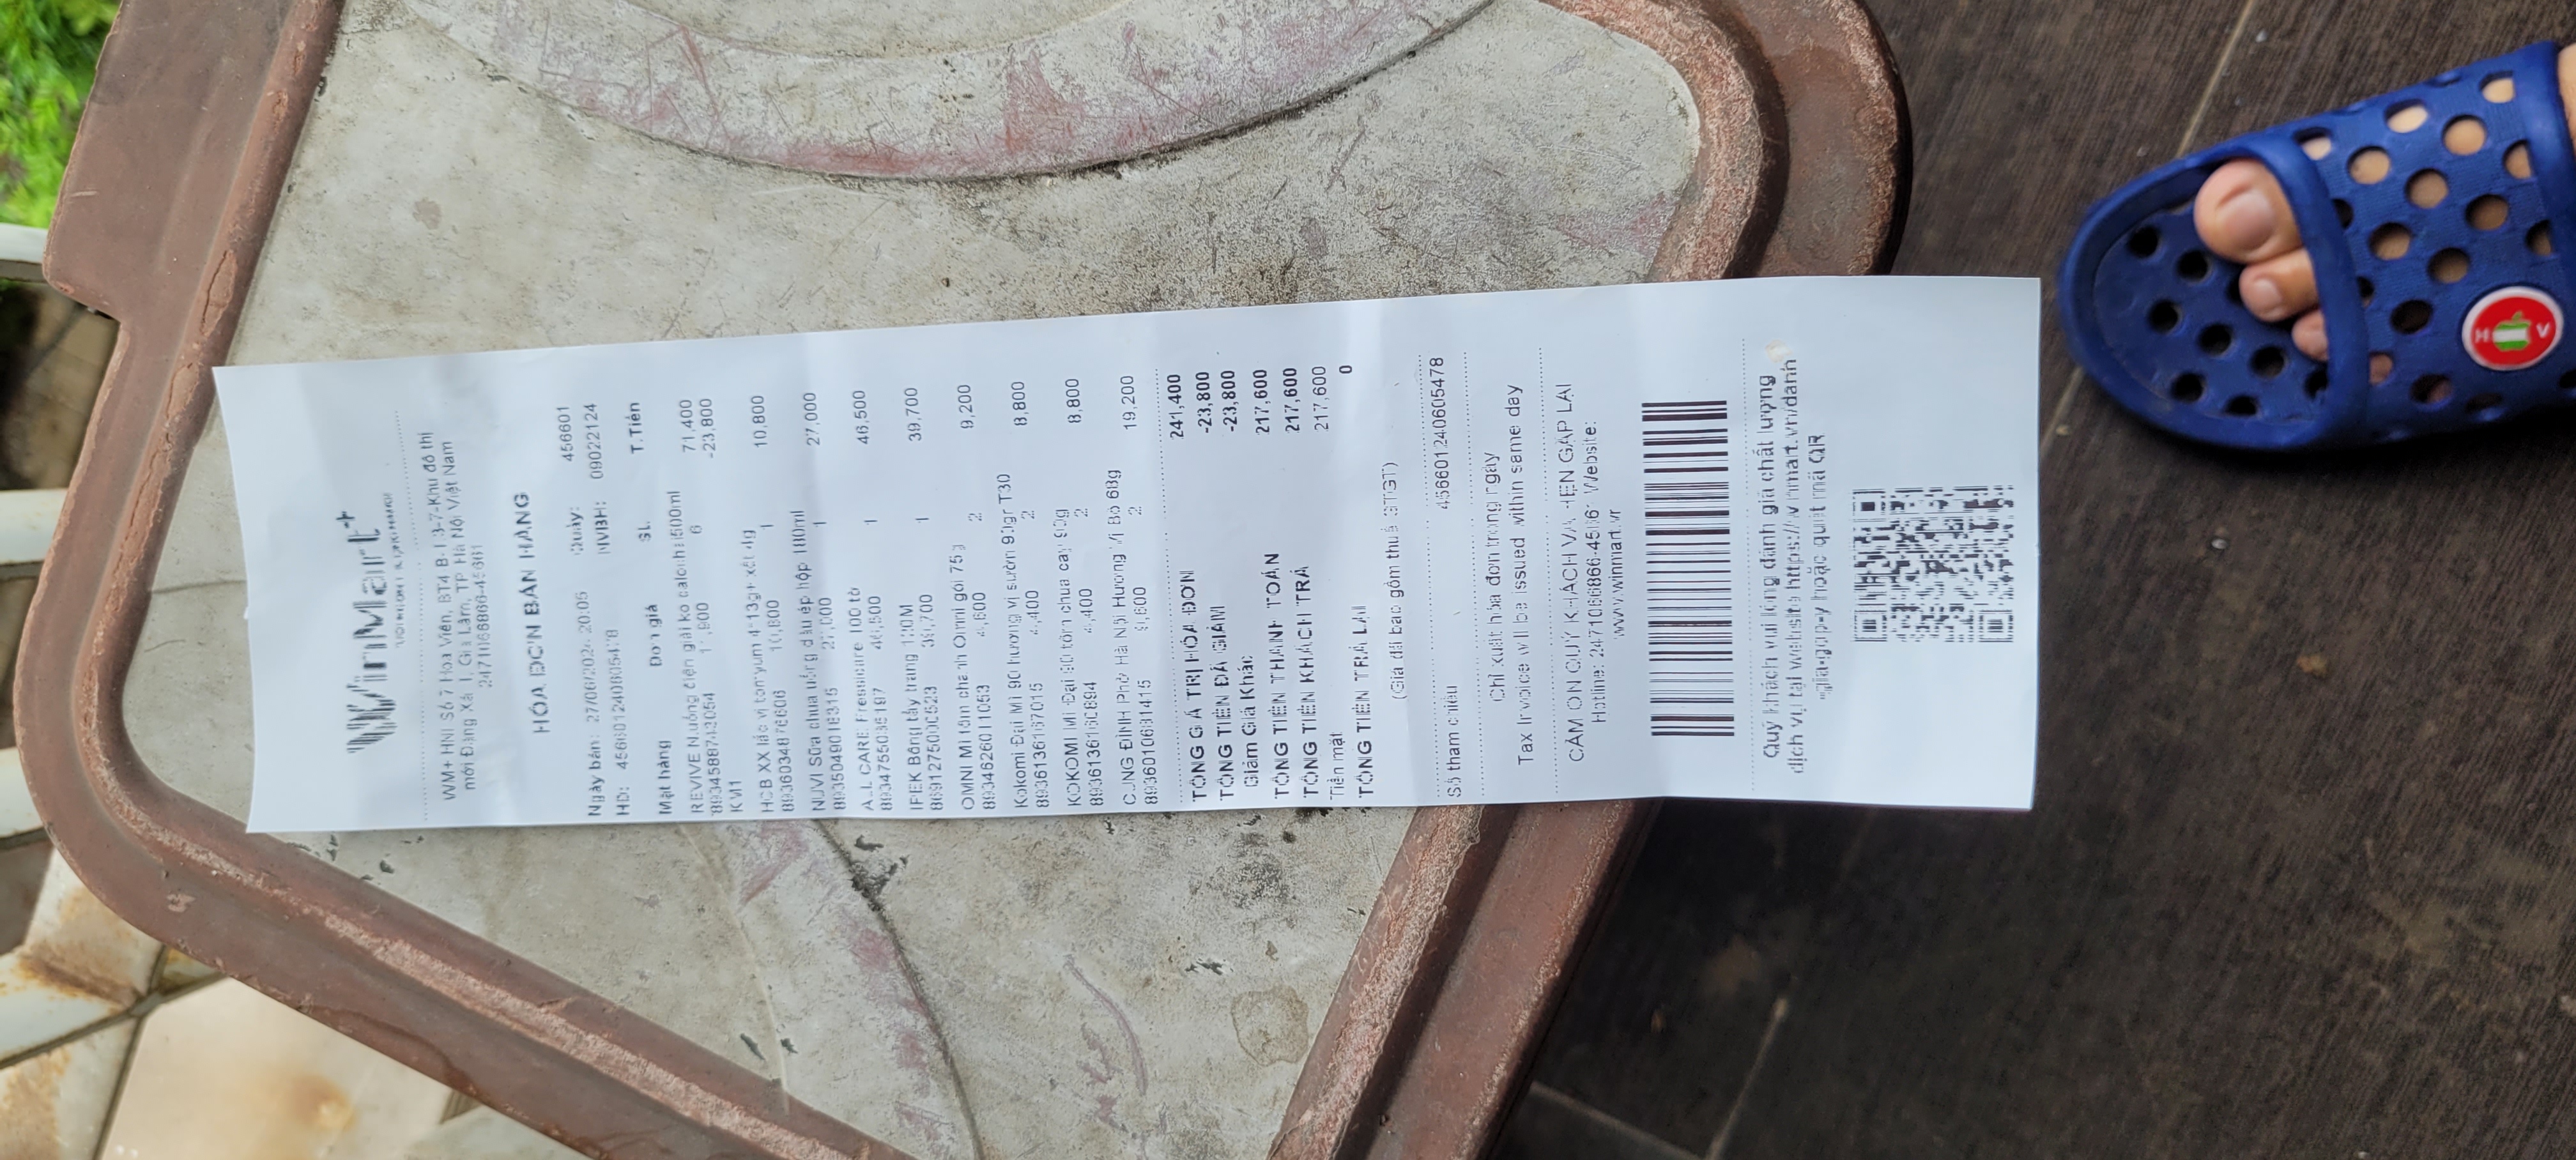 WinMart+
WM+ HNI Số 7 Hoa Viên, BT4 B-1 3-7-Khu đô thị
mới Đặng Xá 1, Gia Lâm, TP Hà Nội Việt Nam
2471066866-45661
HÓA ĐƠN BÁN HÀNG
Ngày bán: 27/06/2024 20:05 Quầy: 456601
HD: NVBH: 09022124
Mặt hàng Đơn giá SL T.Tiền
REVIVE N.uống điện giải ko calo chai500ml
8934588743054 11,900 6 71,400
KM1 -23,800
HCB XX lắc vị tomyum 4*13g+ xốt 4g
10,800 1 10,800
NUVI Sữa chua uống dâu ép hộp 180ml
8935049018315 27,000 1 27,000
ALL CARE 100 tờ
8934755035197 46,500 1 46,500
IPEK Bông tẩy trang 120M
8691275000523 39,700 1 39,700
OMNI Mì tôm chanh Omni gói 75g
8934626011053 4,600 2 9,200
Kokomi Đại Mì 90 hương vị sườn 90gr T30
8936136167015 4,400 2 8,800
KOKOMI Mì Đại 90 tôm chua cay 90g
8936136160894 4,400 2 8,800
CUNG ĐÌNH Phở Hà Nội Hương Vị Bò 68g
8936010681415 9,600 2 19,200
TỔNG GIÁ TRỊ HÓA ĐƠN 241,400
TỔNG TIỀN ĐÃ GIẢM -23,800
Giảm Giá Khác -23,800
TỔNG TIỀN THANH TOÁN 217,600
TỔNG TIỀN KHÁCH TRẢ 217,600
Tiền mặt 217,600
TỔNG TIỀN TRẢ LẠI 0
(Giá đã bao gồm thuế GTGT)
Số tham chiếu 456601240605478
Chỉ xuất hóa đơn trong ngày
Tax Invoice will be issued within same day
CẢM ƠN QUÝ KHÁCH VÀ HẸN GẶP LẠI
Hotline: 2471066866-45661 Website:
www.winmart.vn
Quý khách vui lòng đánh giá chất lượng
dịch vụ tại website https://winmart.vn/danh
-gia-gop-y hoặc quét mã QR